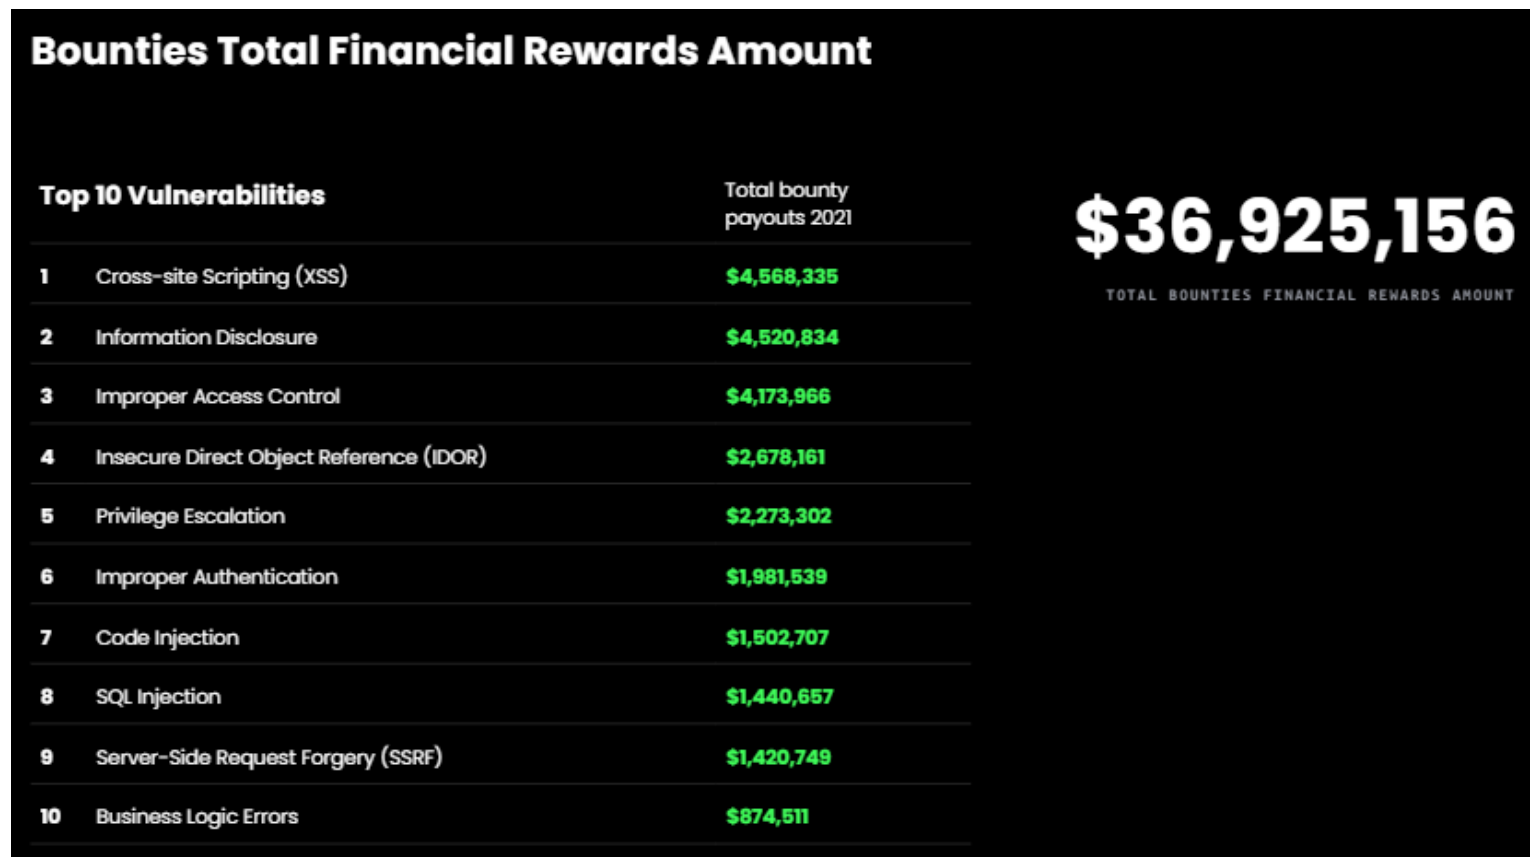 Bounties Total Financial Rewards Amount
Top 10 Vulnerabilities
Total bounty
payouts 2021
$36,925,156
TOTAL BOUNTIES FINANCIAL REWARDS AMOUNT
1 Cross-site Scripting (XSS) $4,568,335
2 Information Disclosure $4,520,834
3 Improper Access Control $4,173,966
4 Insecure Direct Object Reference (IDOR) $2,678,161
5 Privilege Escalation $2,273,302
6 Improper Authentication $1,981,539
7 Code Injection $1,502,707
8 SQL Injection $1,440,657
9 Server-Side Request Forgery (SSRF) $1,420,749
10 Business Logic Errors $874,511